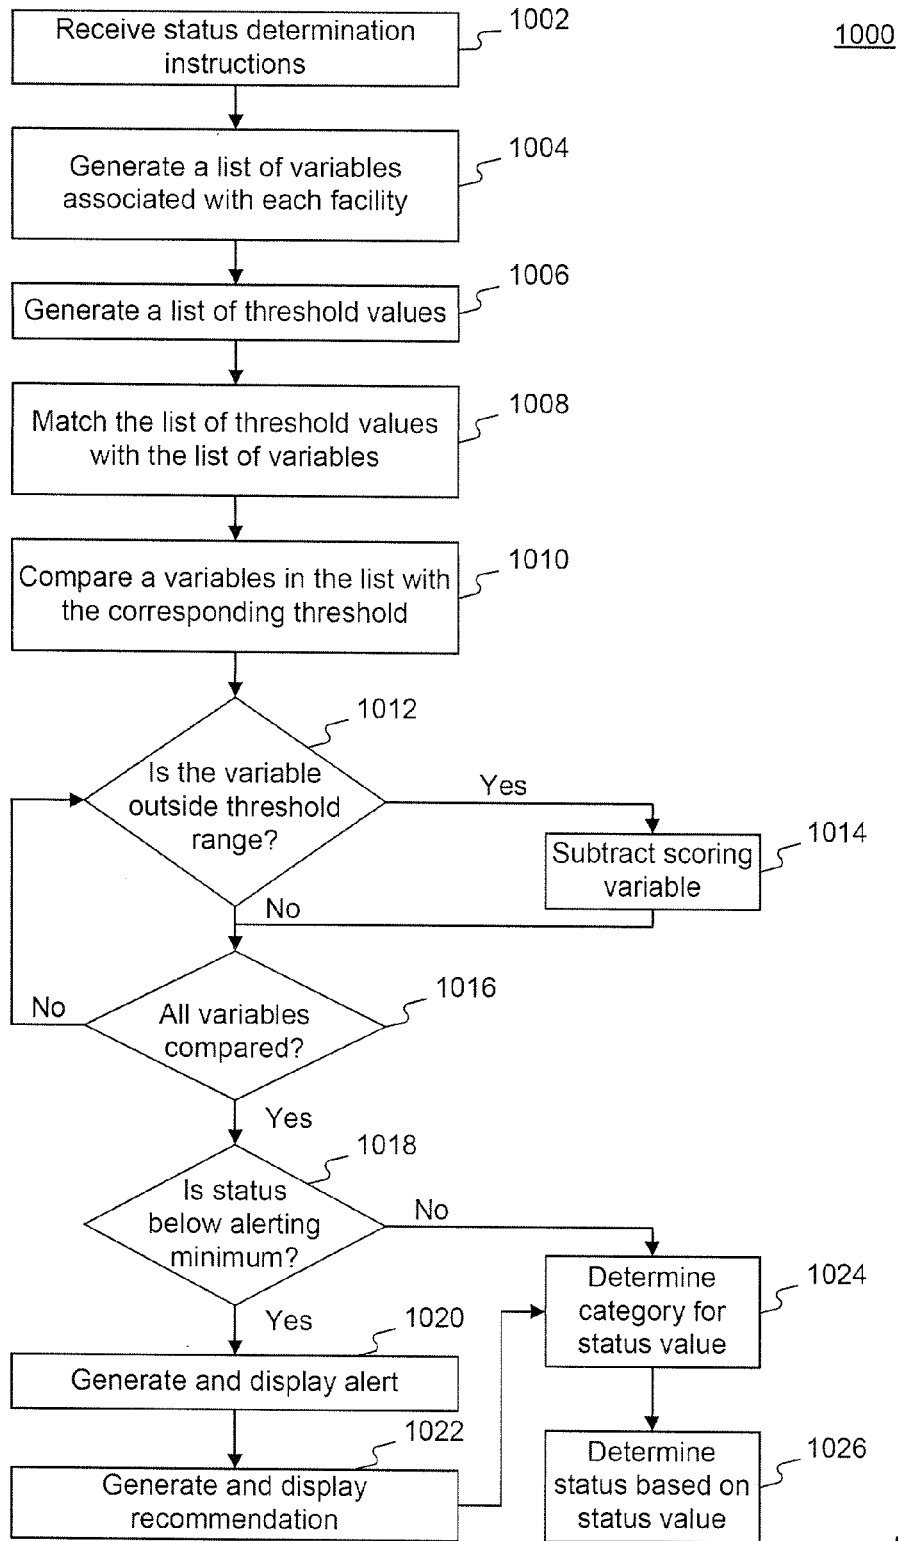 1000
Receive status determination
instructions
1002
Generate a list of variables
associated with each facility
1004
Generate a list of threshold values
1006
Match the list of threshold values
with the list of variables
1008
Compare a variables in the list with
the corresponding threshold
1010
Is the variable
outside threshold
range?
1012
Yes
Subtract scoring
variable
1014
No
All variables
compared?
1016
No
Yes
Is status
below alerting
minimum?
1018
No
Yes
Generate and display alert
1020
Generate and display
recommendation
1022
Determine
category for
status value
1024
Determine
status based on
status value
1026